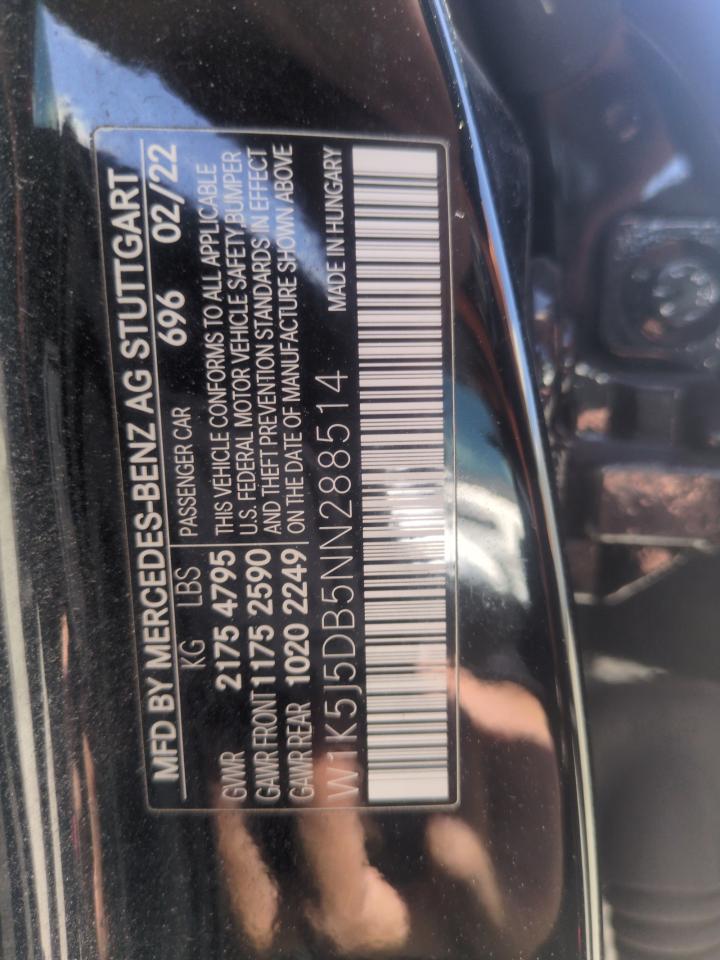 MFD BY MERCEDES-BENZ AG STUTTGART
696 02/22
KG LBS PASSENGER CAR
GVWR 2175 4795 THIS VEHICLE CONFORMS TO ALL APPLICABLE
GAWR FRONT 1175 2590 U.S. FEDERAL MOTOR VEHICLE SAFETY, BUMPER
GAWR REAR 1020 2249 AND THEFT PREVENTION STANDARDS IN EFFECT
ON THE DATE OF MANUFACTURE SHOWN ABOVE
W1K5J5DB5NN288514 MADE IN HUNGARY